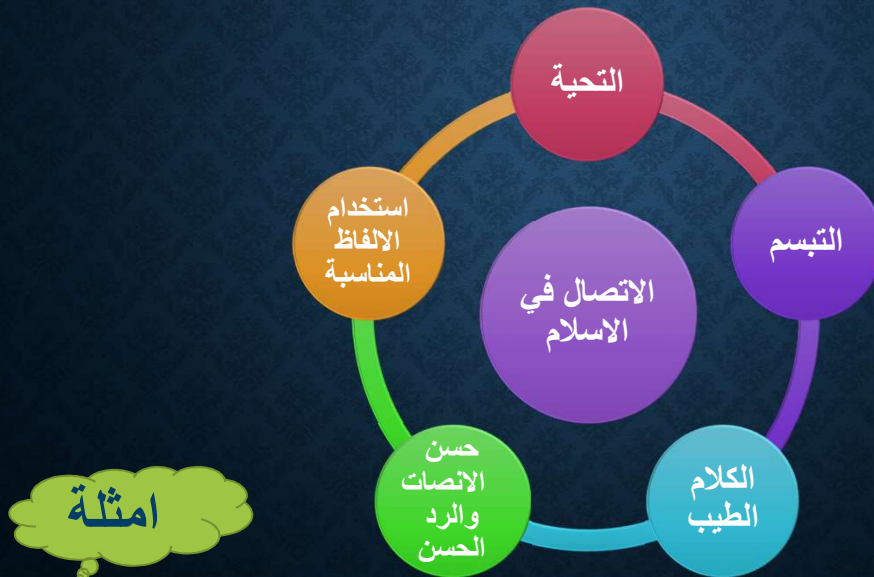 التحية
التبسم
الكلام
الطيب
حسن
الانصات
والرد
الحسن
استخدام
الالفاظ
المناسبة
الاتصال في
الاسلام
امثلة